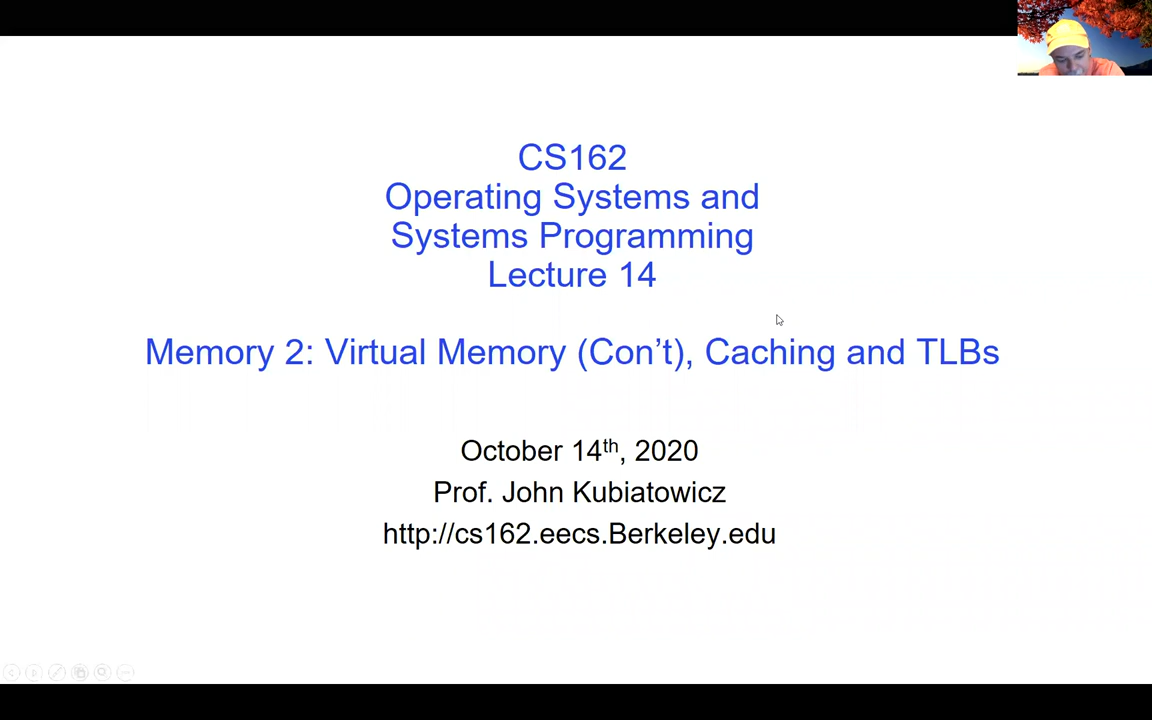 CS162
Operating Systems and
Systems Programming
Lecture 14
Memory 2: Virtual Memory (Con’t), Caching and TLBs
October 14th, 2020
Prof. John Kubiatowicz
http://cs162.eecs.Berkeley.edu